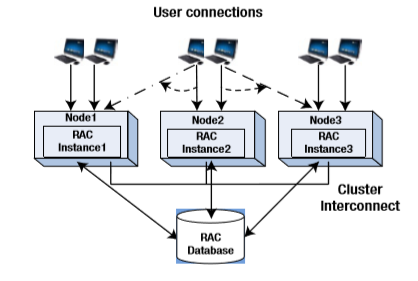 User connections
Node1
RAC
Instance1
Node2
RAC
Instance2
Node3
RAC
Instance3
Cluster
Interconnect
RAC
Database